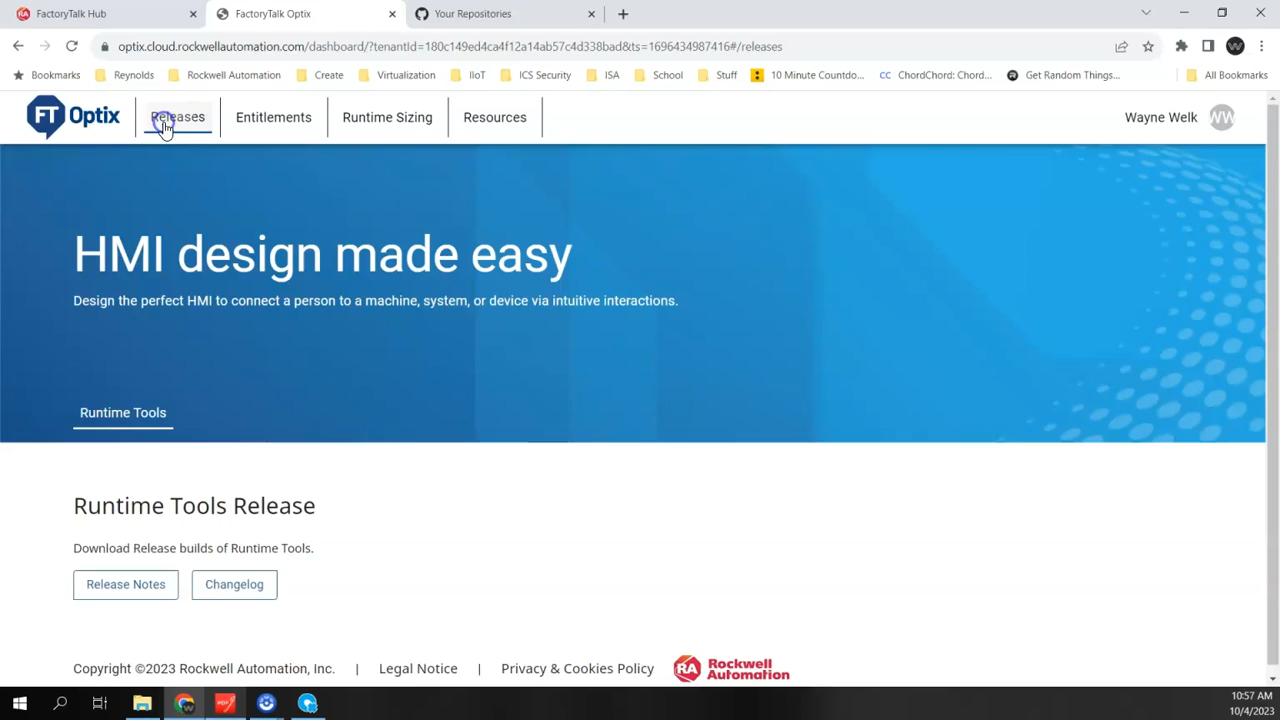 FactoryTalk Hub
FactoryTalk Optix
Your Repositories
optix.cloud.rockwellautomation.com/dashboard/?tenantId=180c149ed4ca4f12a14ab57c4d338bad&ts=1696434987416#/releases
Bookmarks
Reynolds
Rockwell Automation
Create
Virtualization
IIoT
ICS Security
ISA
School
Stuff
10 Minute Countdo...
CC ChordChord: Chord...
Get Random Things...
All Bookmarks
FT Optix
Releases
Entitlements
Runtime Sizing
Resources
Wayne Welk
WW
HMI design made easy
Design the perfect HMI to connect a person to a machine, system, or device via intuitive interactions.
Runtime Tools
Runtime Tools Release
Download Release builds of Runtime Tools.
Release Notes
Changelog
Copyright ©2023 Rockwell Automation, Inc. | Legal Notice | Privacy & Cookies Policy
RA Rockwell
Automation
10:57 AM
10/4/2023